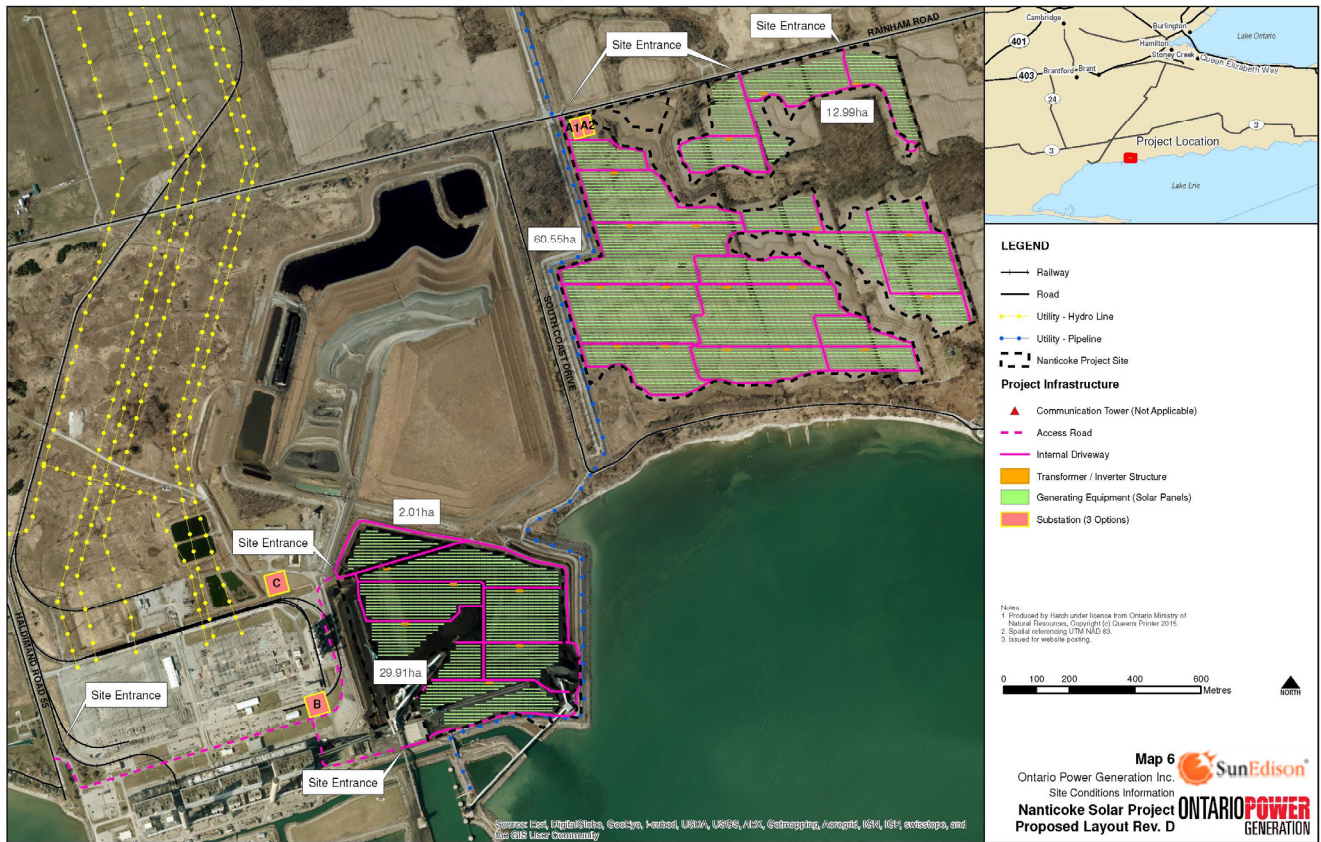 Site Entrance
RAINHAM ROAD
Site Entrance
A1 A2
12.99ha
60.55ha
SOUTH COAST DRIVE
2.01ha
Site Entrance
C
HALDIMAND ROAD 55
29.91ha
Site Entrance
B
Site Entrance
Source: Esri, DigitalGlobe, GeoEye, i-cubed, USDA, USGS, AEX, Getmapping, Aerogrid, IGN, IGP, swisstopo, and
the GIS User Community
Cambridge
Burlington
Lake Ontario
401
Hamilton
Stoney Creek
Queen Elizabeth Way
403
Brantford
Brant
24
3
3
Project Location
Lake Erie
LEGEND
Railway
Road
Utility - Hydro Line
Utility - Pipeline
Nanticoke Project Site
Project Infrastructure
Communication Tower (Not Applicable)
Access Road
Internal Driveway
Transformer / Inverter Structure
Generating Equipment (Solar Panels)
Substation (3 Options)
Notes:
1. Produced by Hatch under licence from Ontario Ministry of
Natural Resources, Copyright (c) Queens Printer 2015.
2. Spatial referencing UTM NAD 83.
3. Issued for website posting.
0 100 200 400 600
Metres
NORTH
Map 6
Ontario Power Generation Inc.
Site Conditions Information
Nanticoke Solar Project
Proposed Layout Rev. D
SunEdison
ONTARIOPOWER
GENERATION